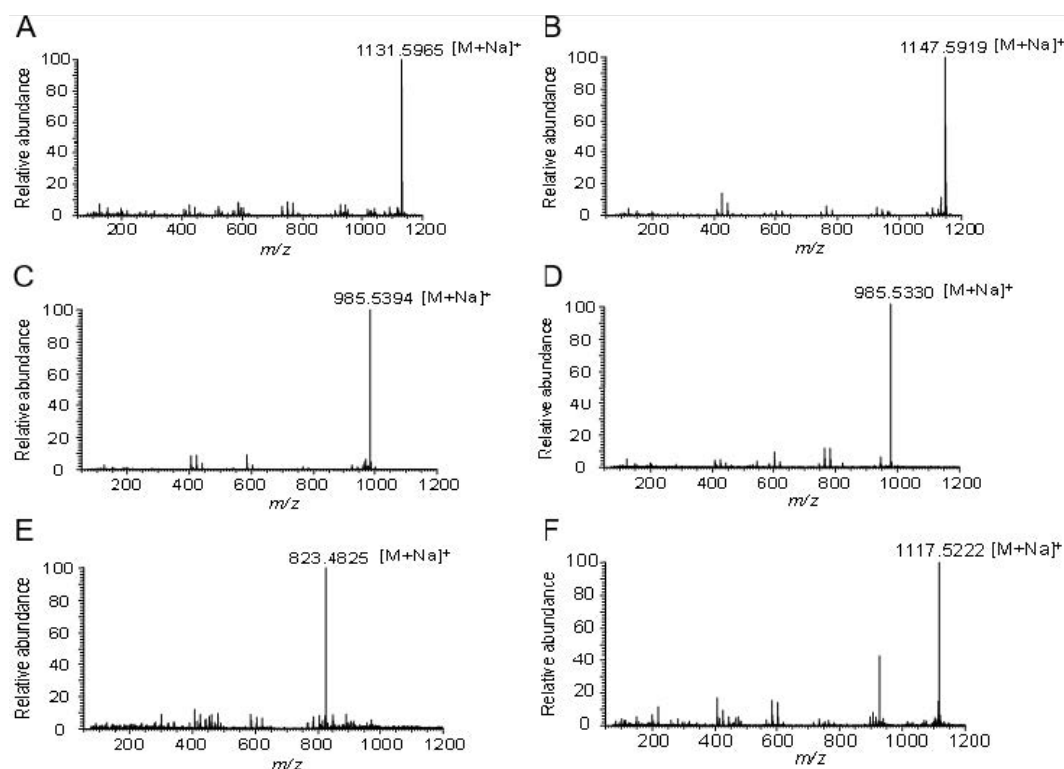 A
1131.5965 [M+Na]+
Relative abundance
100
80
60
40
20
0
200 400 600 800 1000 1200
m/z
B
1147.5919 [M+Na]+
Relative abundance
100
80
60
40
20
0
200 400 600 800 1000 1200
m/z
C
985.5394 [M+Na]+
Relative abundance
100
80
60
40
20
0
200 400 600 800 1000 1200
m/z
D
985.5330 [M+Na]+
Relative abundance
100
80
60
40
20
0
200 400 600 800 1000 1200
m/z
E
823.4825 [M+Na]+
Relative abundance
100
80
60
40
20
0
200 400 600 800 1000 1200
m/z
F
1117.5222 [M+Na]+
Relative abundance
100
80
60
40
20
0
200 400 600 800 1000 1200
m/z